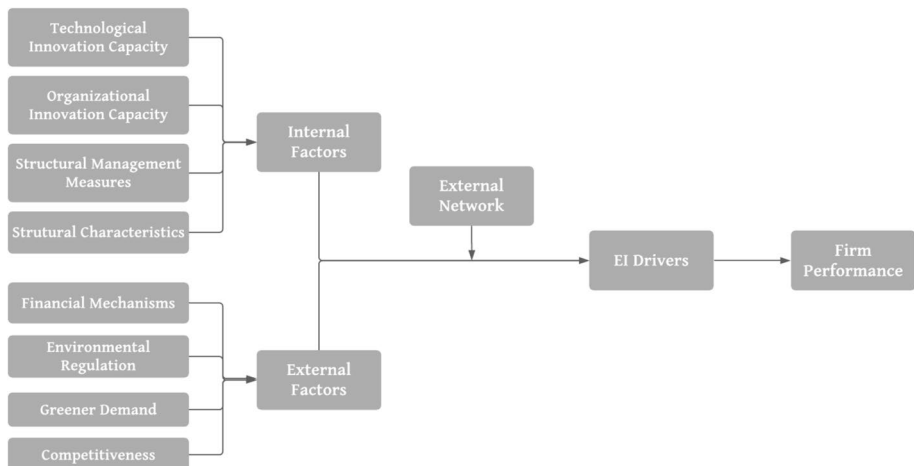 Technological
Innovation Capacity
Organizational
Innovation Capacity
Structural Management
Measures
Strutural Characteristics
Internal
Factors
External
Network
EI Drivers
Firm
Performance
Financial Mechanisms
Environmental
Regulation
Greener Demand
Competitiveness
External
Factors